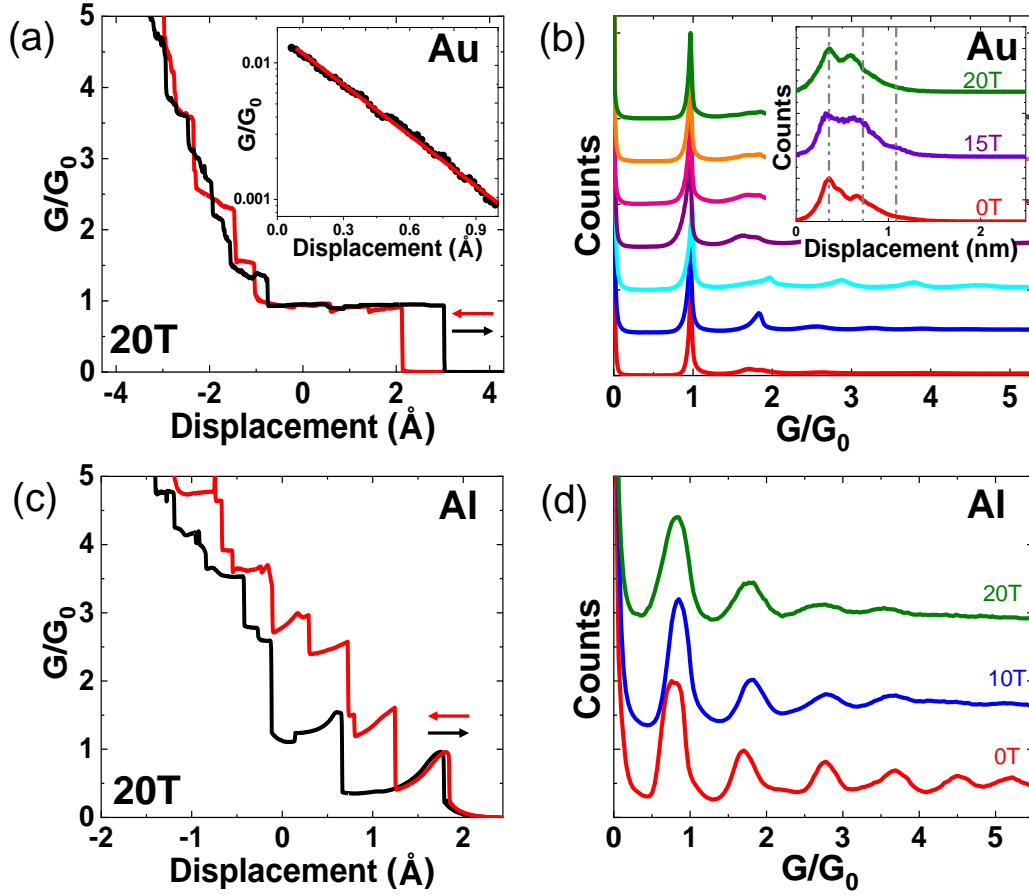 (a)
Au
5
4
3
2
1
0
G/G0
-4 -2 0 2 4
Displacement (Å)
20T
0.01
0.001
G/G0
0.0 0.3 0.6 0.9
Displacement (Å)
(b)
Au
Counts
0 1 2 3 4 5
G/G0
Counts
20T
15T
0T
0 1 2
Displacement (nm)
(c)
Al
5
4
3
2
1
0
G/G0
-2 -1 0 1 2
Displacement (Å)
20T
(d)
Al
Counts
20T
10T
0T
0 1 2 3 4 5
G/G0